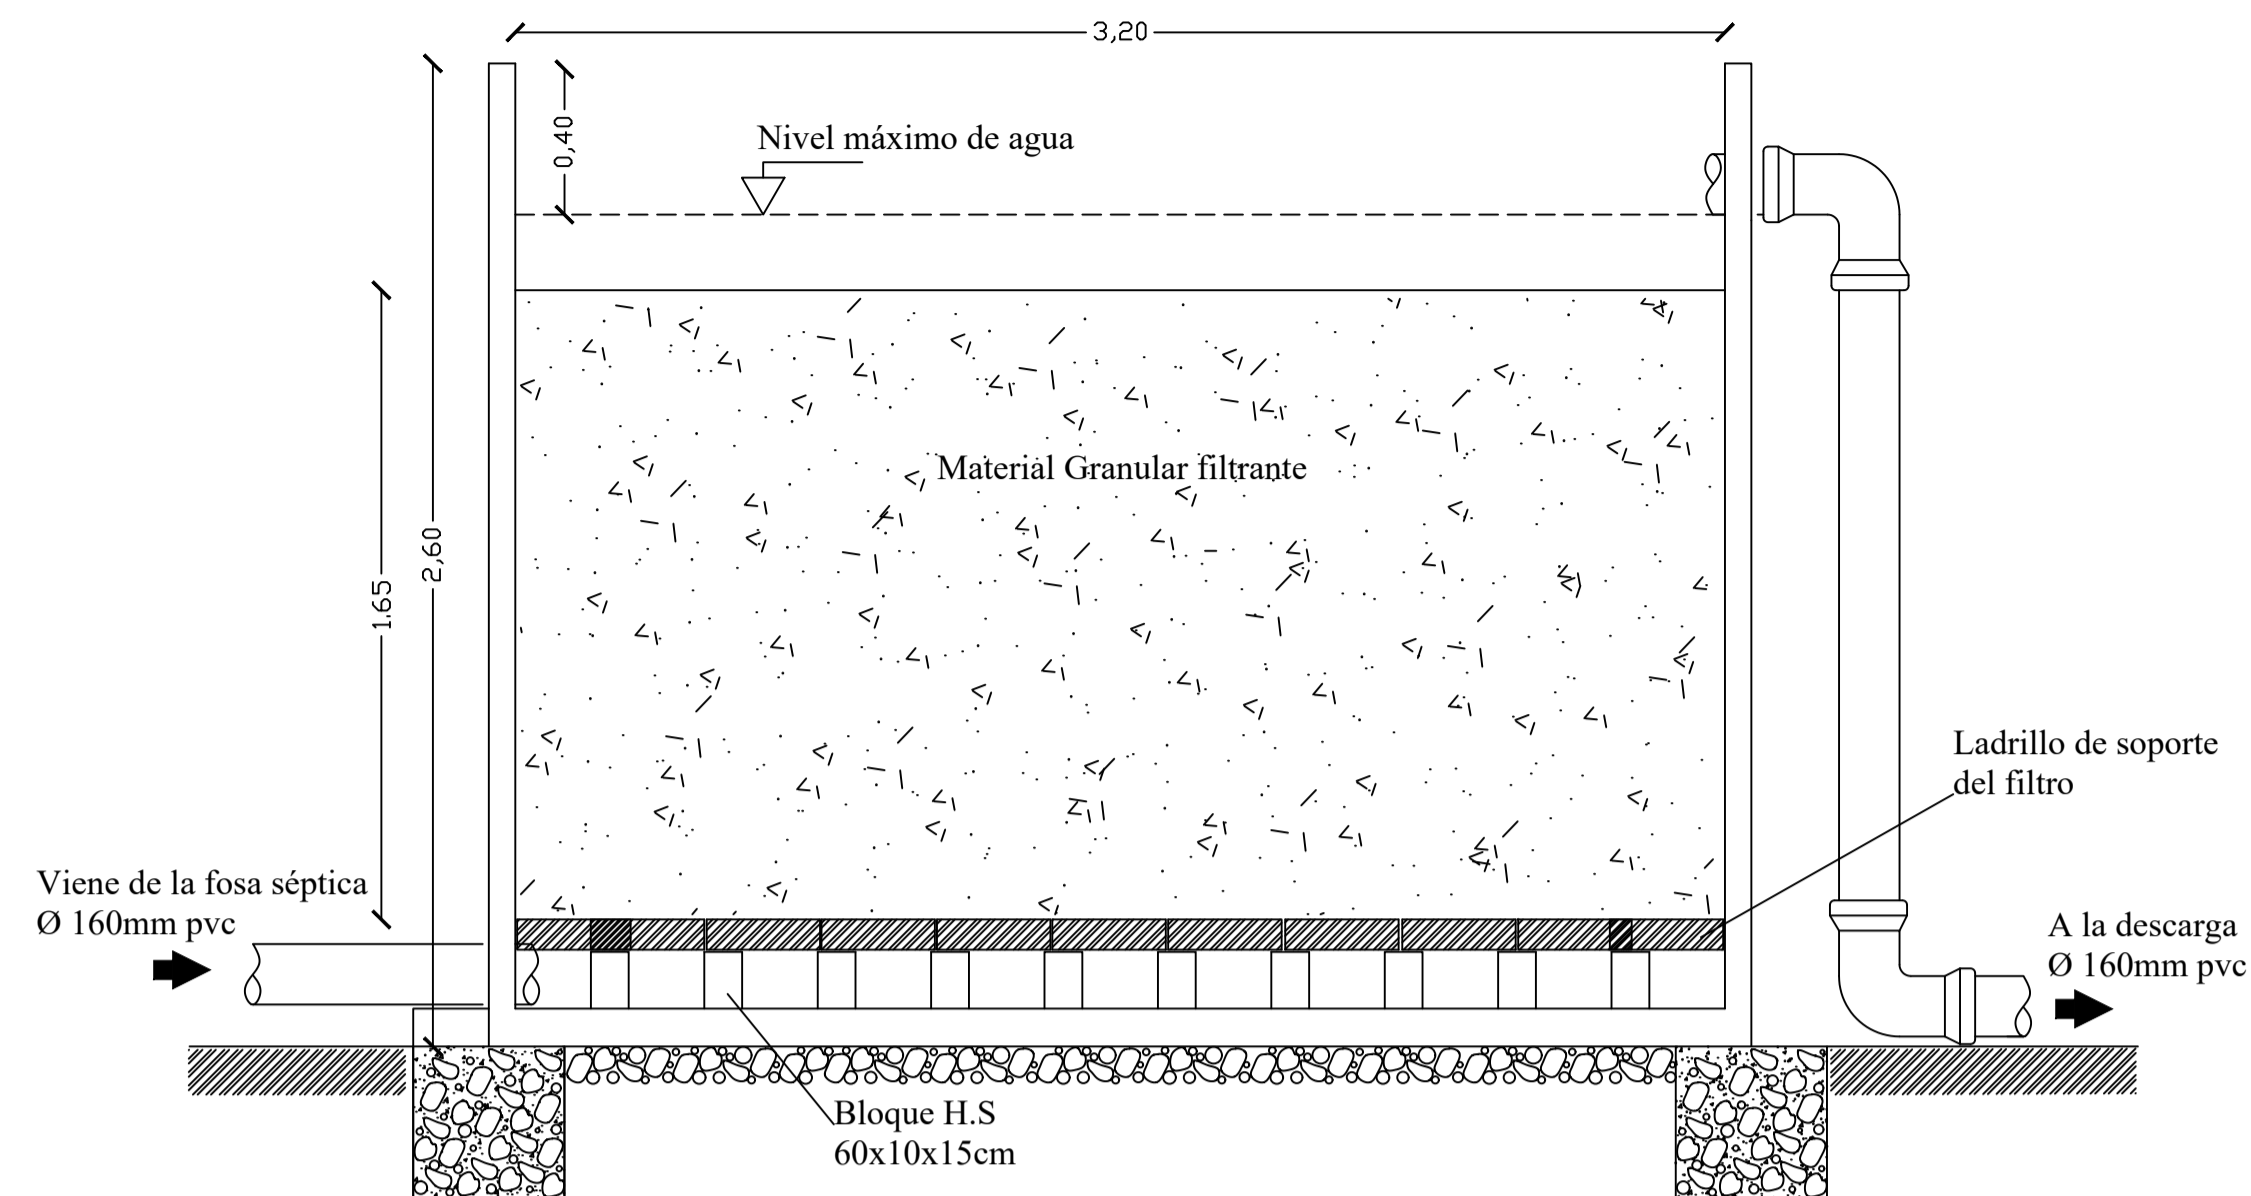 3,20
0,40
Nivel máximo de agua
Material Granular filtrante
2,60
1.65
Ladrillo de soporte
del filtro
Viene de la fosa séptica
Ø 160mm pvc
A la descarga
Ø 160mm pvc
Bloque H.S
60x10x15cm